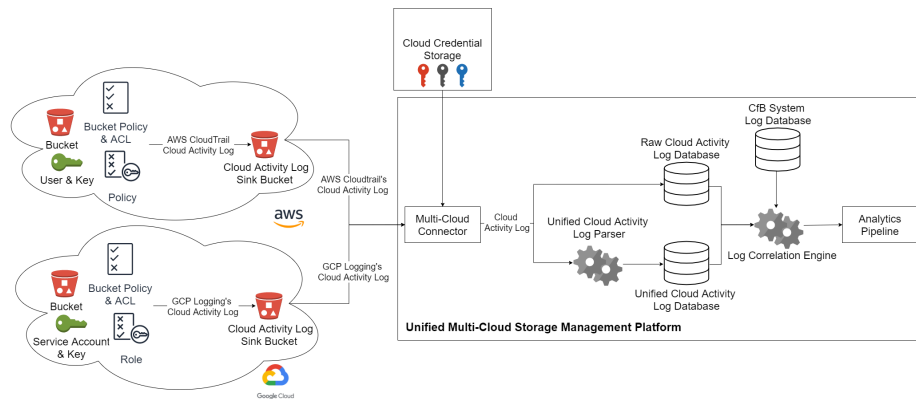 Cloud Credential
Storage
Bucket Policy
& ACL
Bucket
User & Key
Policy
AWS CloudTrail
Cloud Activity Log
Cloud Activity Log
Sink Bucket
aws
AWS Cloudtrail's
Cloud Activity Log
Bucket Policy
& ACL
Bucket
Service Account
& Key
Role
GCP Logging's
Cloud Activity Log
Cloud Activity Log
Sink Bucket
Google Cloud
GCP Logging's
Cloud Activity Log
Multi-Cloud
Connector
Cloud
Activity Log
Raw Cloud Activity
Log Database
Unified Cloud Activity
Log Parser
Unified Cloud Activity
Log Database
CfB System
Log Database
Log Correlation Engine
Analytics
Pipeline
Unified Multi-Cloud Storage Management Platform